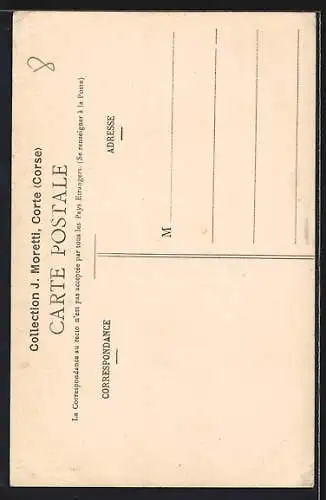 Collection J. Moretti, Corte (Corse)
CARTE POSTALE
La Correspondance au recto n'est pas acceptée par tous les Pays Etrangers. (Se renseigner à la Poste)
CORRESPONDANCE
ADRESSE
M
8